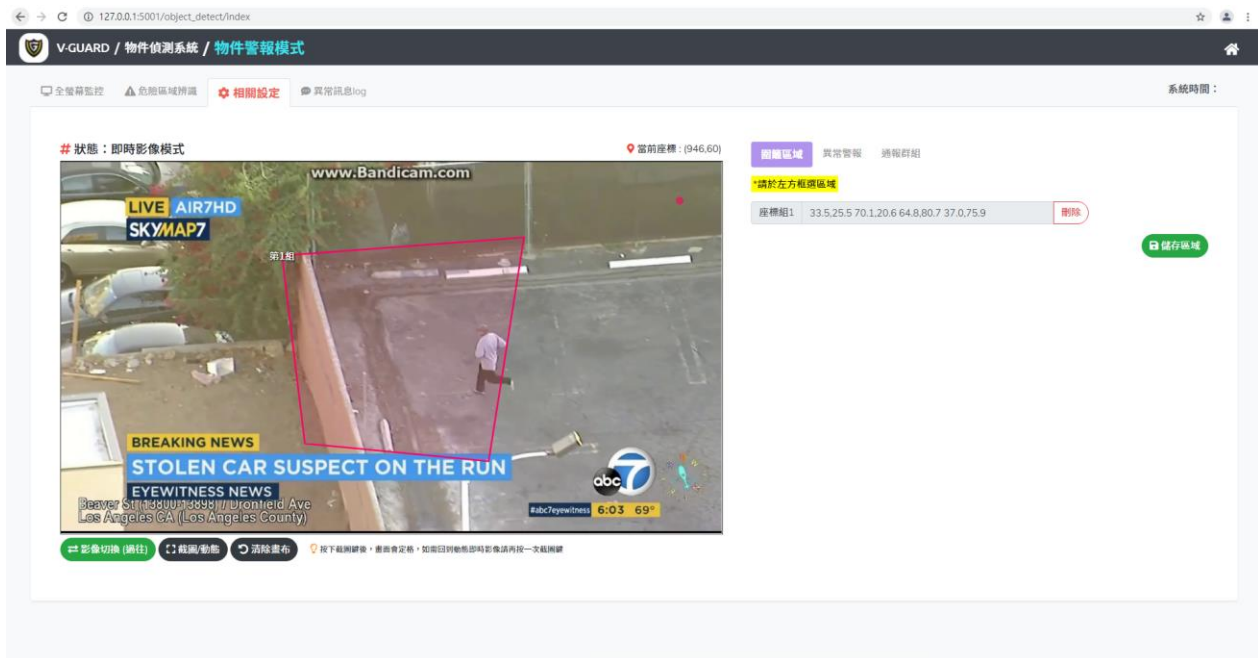 127.0.0.1:5001/object_detect/index
V-GUARD / 物件偵測系統 / 物件警報模式
全螢幕監控 危險區域辨識 相關設定 異常訊息log 系統時間：
# 狀態：即時影像模式 當前座標 : (946,60)
圍籬區域 異常警報 通報群組
*請於左方框選區域
座標組1 33.5,25.5 70.1,20.6 64.8,80.7 37.0,75.9 刪除
儲存區域
www.Bandicam.com
LIVE AIR7HD
SKYMAP7
第1組
BREAKING NEWS
STOLEN CAR SUSPECT ON THE RUN
EYEWITNESS NEWS
Beaver St (13800-13898) / Dronfield Ave
Los Angeles CA (Los Angeles County)
abc 7
#abc7eyewitness 6:03 69°
影像切換 (過往) 截圖/動態 清除畫布 按下截圖鍵後，畫面會定格，如需回到動態即時影像請再按一次截圖鍵